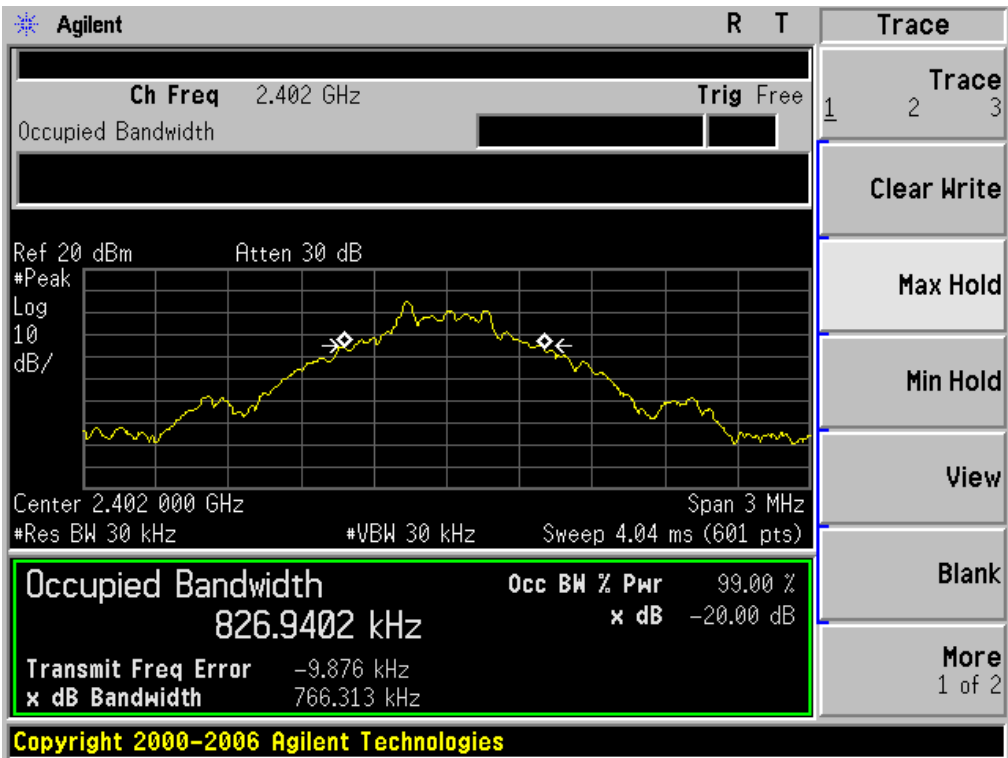 Agilent R T Trace
Ch Freq 2.402 GHz Trig Free
Occupied Bandwidth
Trace
1 2 3
Clear Write
Max Hold
Min Hold
View
Blank
More
1 of 2
Ref 20 dBm Atten 30 dB
#Peak
Log
10
dB/
Center 2.402 000 GHz Span 3 MHz
#Res BW 30 kHz #VBW 30 kHz Sweep 4.04 ms (601 pts)
Occupied Bandwidth
826.9402 kHz
Occ BW % Pwr 99.00 %
x dB -20.00 dB
Transmit Freq Error -9.876 kHz
x dB Bandwidth 766.313 kHz
Copyright 2000-2006 Agilent Technologies